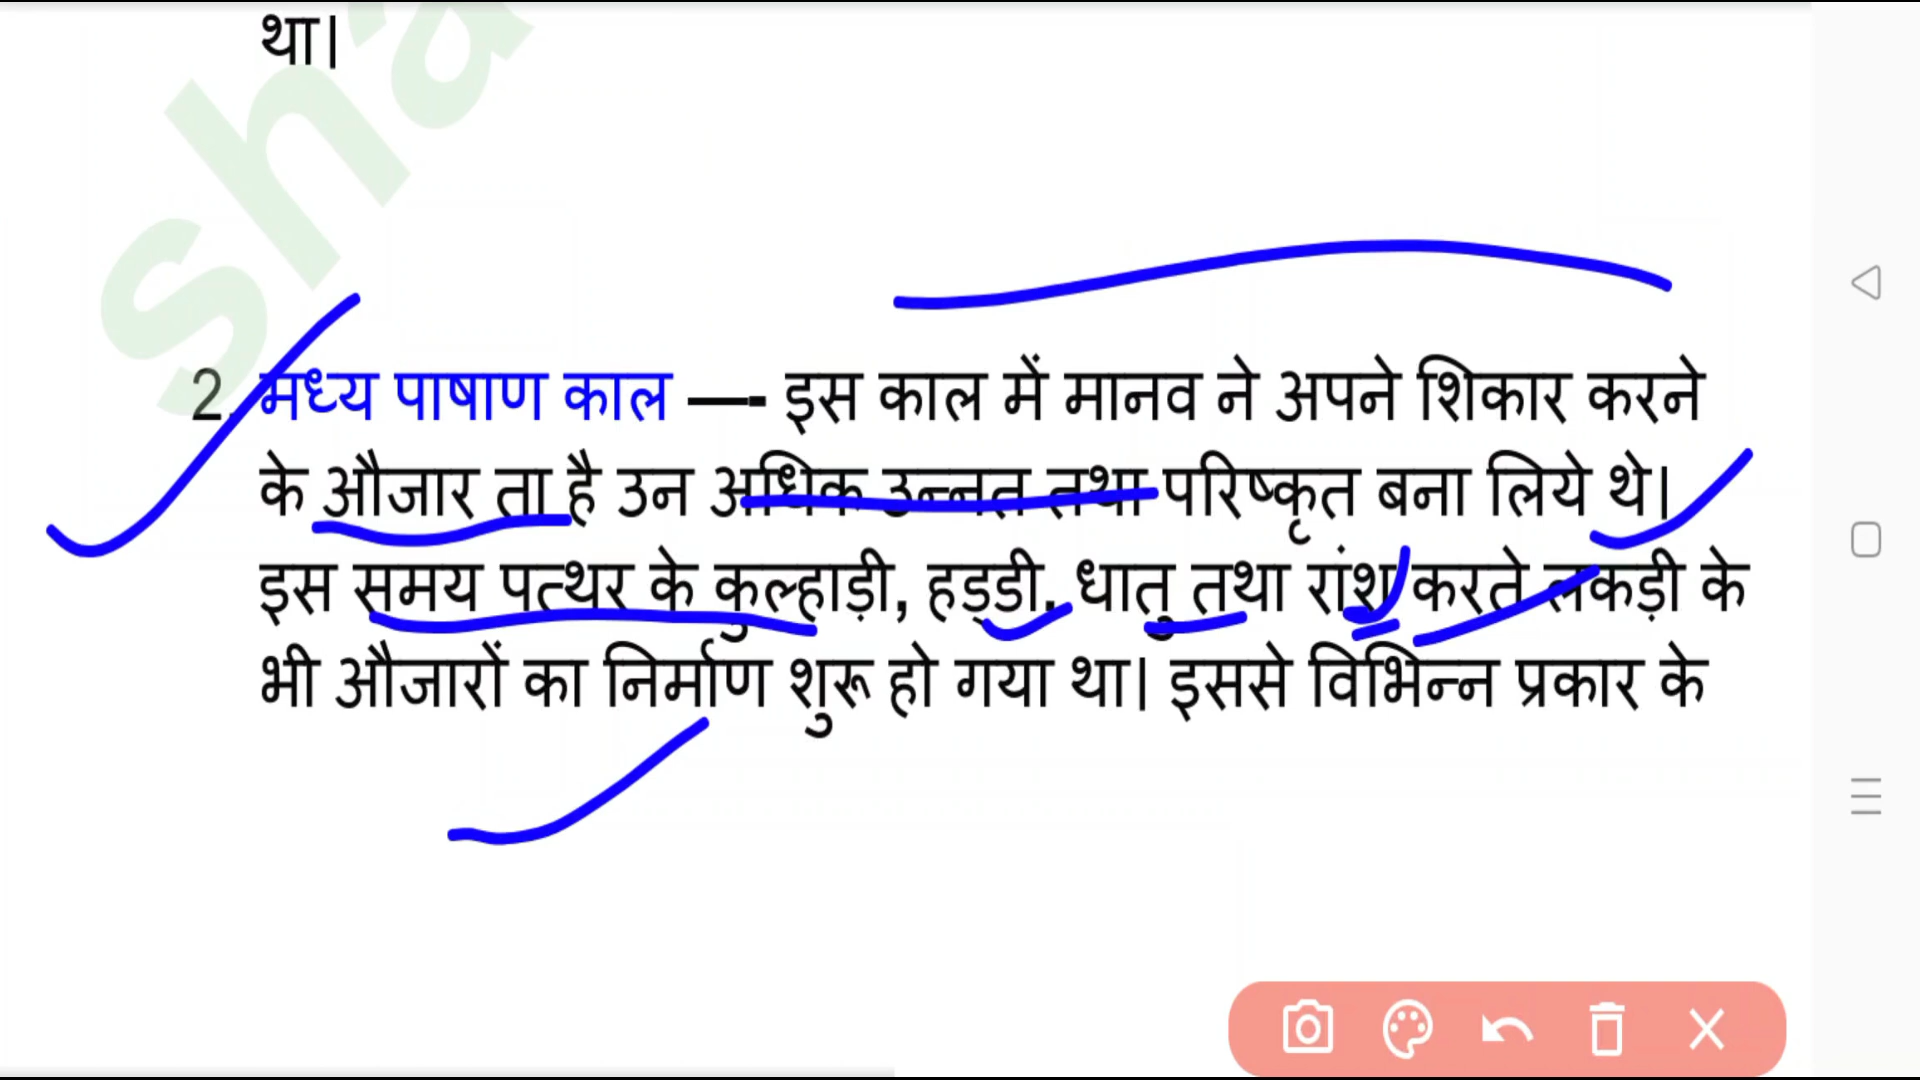 था।
sha
2. मध्य पाषाण काल —- इस काल में मानव ने अपने शिकार करने
के औजार ता है उन अधिक उन्नत तथा परिष्कृत बना लिये थे।
इस समय पत्थर के कुल्हाड़ी, हड्डी, धातु तथा रांश करते लकड़ी के
भी औजारों का निर्माण शुरू हो गया था। इससे विभिन्न प्रकार के